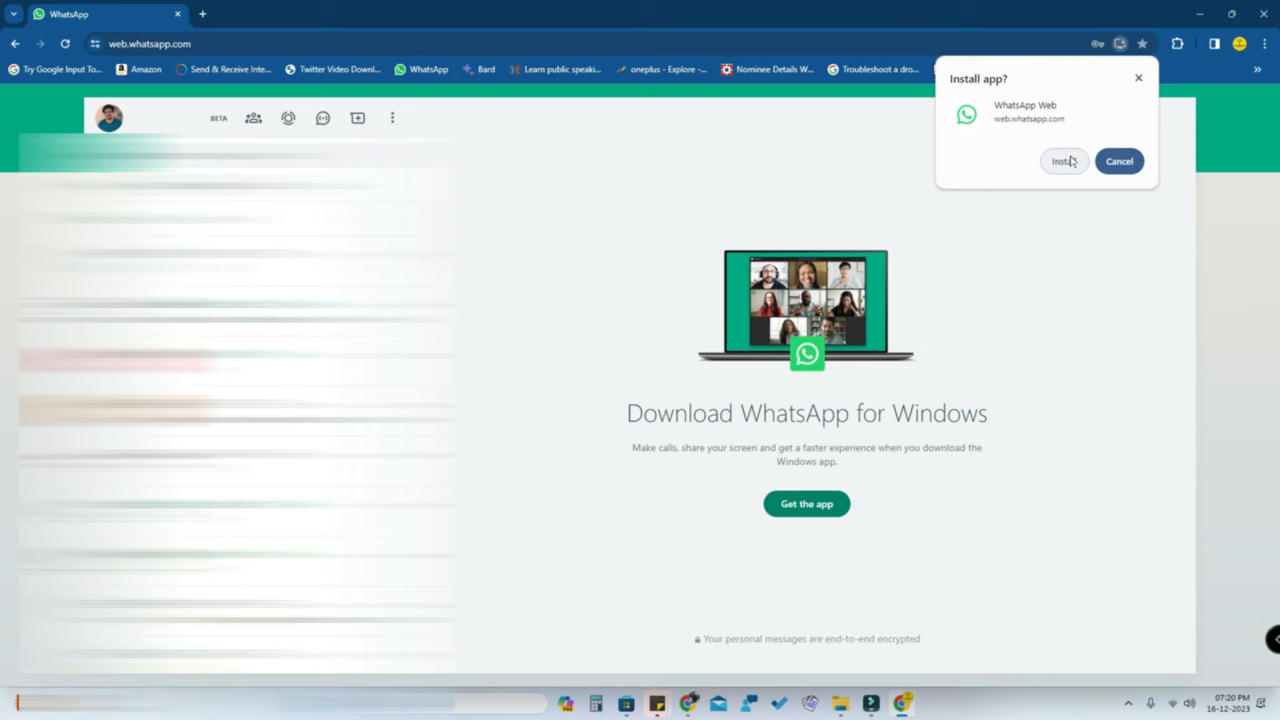 WhatsApp
web.whatsapp.com
Try Google Input To...
Amazon
Send & Receive Inte...
Twitter Video Downl...
WhatsApp
Bard
Learn public speaki...
oneplus - Explore -...
Nominee Details W...
Troubleshoot a dro...
Install app?
WhatsApp Web
web.whatsapp.com
Install
Cancel
BETA
Download WhatsApp for Windows
Make calls, share your screen and get a faster experience when you download the
Windows app.
Get the app
Your personal messages are end-to-end encrypted
07:20 PM
16-12-2023